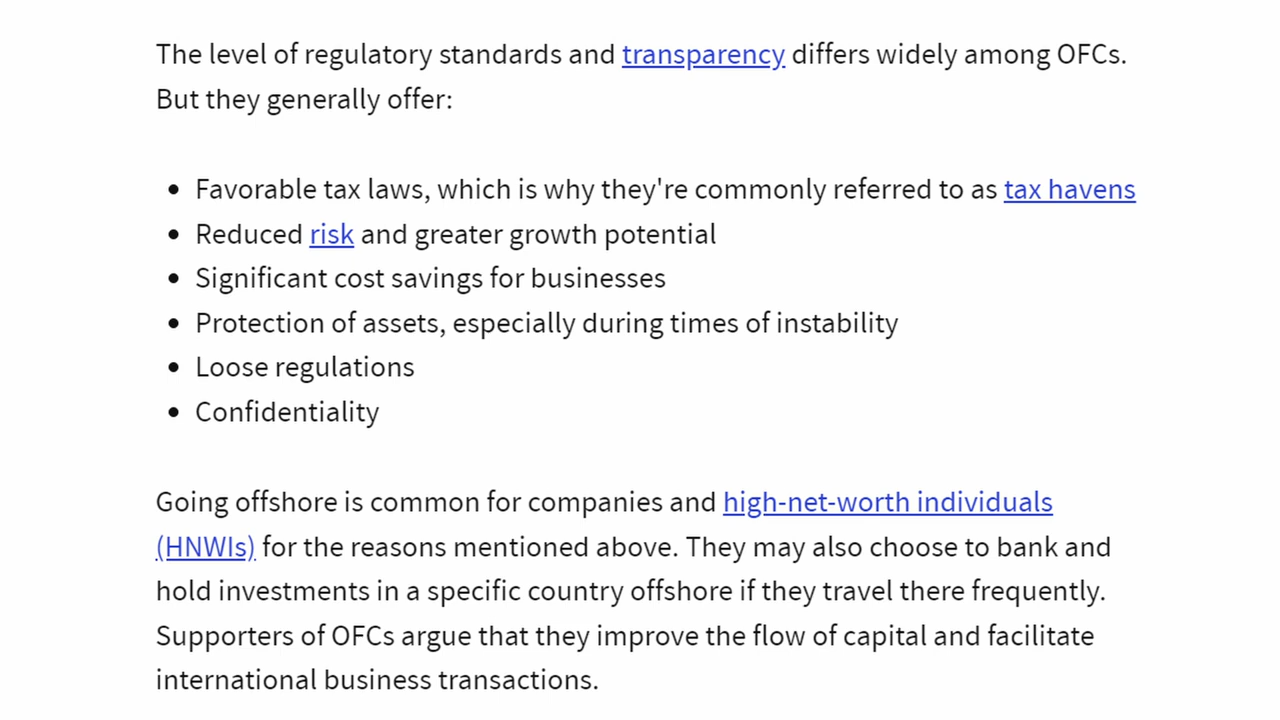 The level of regulatory standards and transparency differs widely among OFCs.
But they generally offer:
• Favorable tax laws, which is why they're commonly referred to as tax havens
• Reduced risk and greater growth potential
• Significant cost savings for businesses
• Protection of assets, especially during times of instability
• Loose regulations
• Confidentiality
Going offshore is common for companies and high-net-worth individuals
(HNWIs) for the reasons mentioned above. They may also choose to bank and
hold investments in a specific country offshore if they travel there frequently.
Supporters of OFCs argue that they improve the flow of capital and facilitate
international business transactions.